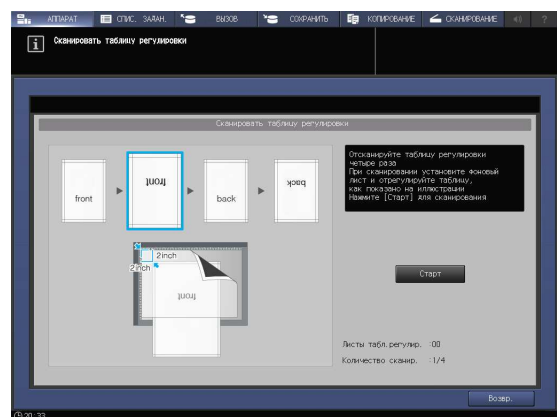 АППАРАТ
СПИС. ЗАДАН.
ВЫЗОВ
СОХРАНИТЬ
КОПИРОВАНИЕ
СКАНИРОВАНИЕ
?
Сканировать таблицу регулировки
Сканировать таблицу регулировки
front
front
back
back
2inch
2inch
front
Отсканируйте таблицу регулировки
четыре раза
При сканировании установите фоновый
лист и отрегулируйте таблицу,
как показано на иллюстрации
Нажмите [Старт] для сканирования
Старт
Листы табл.регулир. :00
Количество сканир. :1/4
Возвр.
20:33